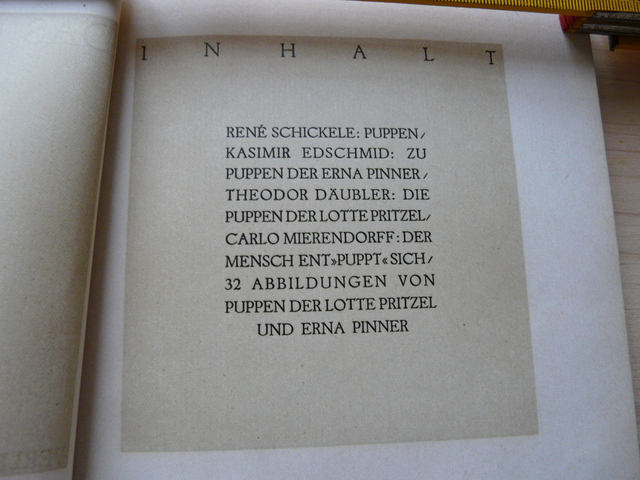 I N H A L T
RENÉ SCHICKELE: PUPPEN/
KASIMIR EDSCHMID: ZU
PUPPEN DER ERNA PINNER/
THEODOR DÄUBLER: DIE
PUPPEN DER LOTTE PRITZEL/
CARLO MIERENDORFF: DER
MENSCH ENT»PUPPT« SICH/
32 ABBILDUNGEN VON
PUPPEN DER LOTTE PRITZEL
UND ERNA PINNER